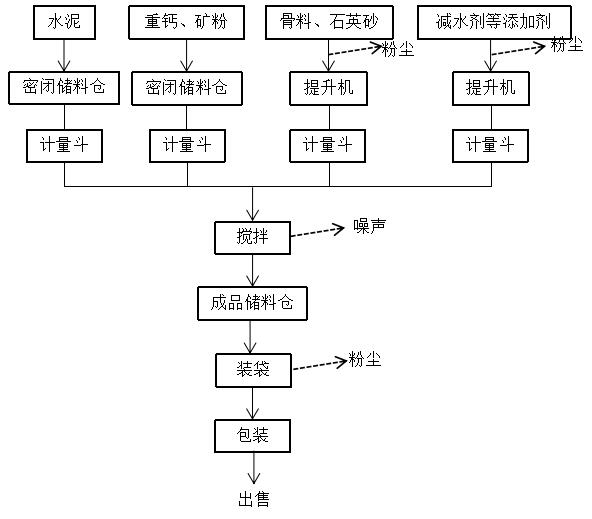 水泥
重钙、矿粉
骨料、石英砂
减水剂等添加剂
粉尘
粉尘
密闭储料仓
密闭储料仓
提升机
提升机
计量斗
计量斗
计量斗
计量斗
搅拌
噪声
成品储料仓
装袋
粉尘
包装
出售